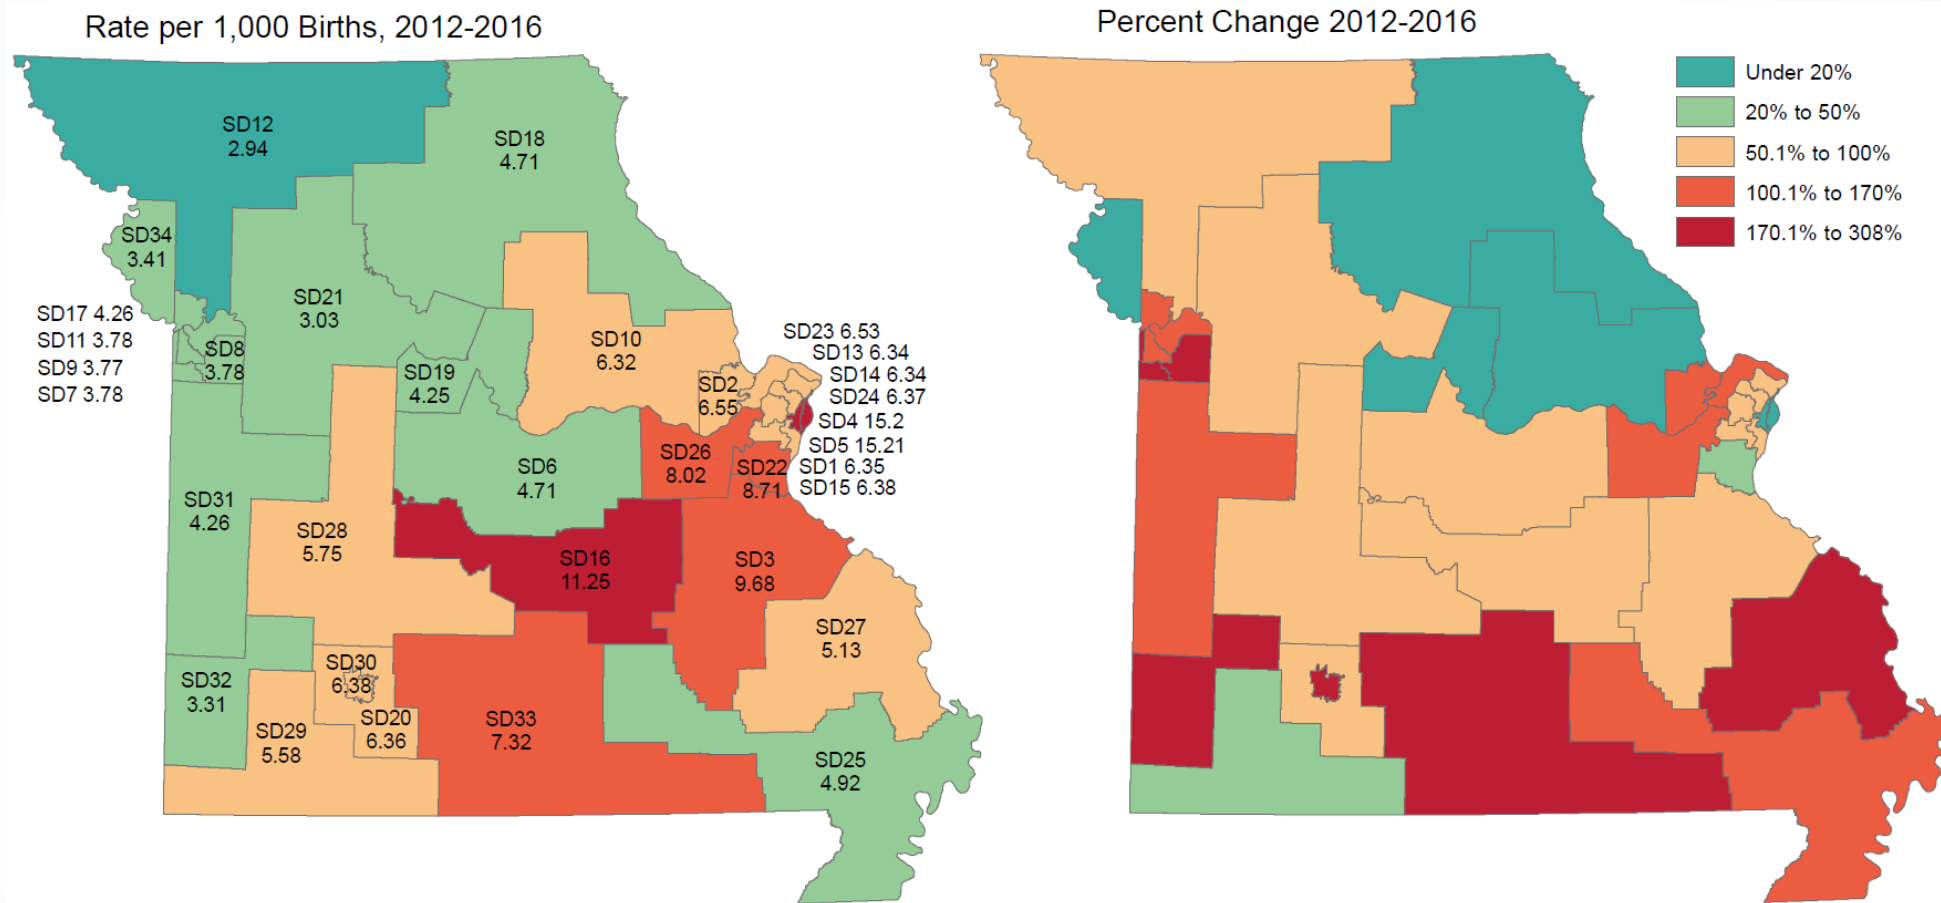 Rate per 1,000 Births, 2012-2016
SD12
2.94
SD18
4.71
SD34
3.41
SD21
3.03
SD17 4.26
SD11 3.78
SD9 3.77
SD7 3.78
SD8
3.78
SD19
4.25
SD10
6.32
SD2
6.55
SD23 6.53
SD13 6.34
SD14 6.34
SD24 6.37
SD4 15.2
SD5 15.21
SD1 6.35
SD15 6.38
SD6
4.71
SD26
8.02
SD22
8.71
SD31
4.26
SD28
5.75
SD16
11.25
SD3
9.68
SD27
5.13
SD30
6.38
SD32
3.31
SD29
5.58
SD20
6.36
SD33
7.32
SD25
4.92
Percent Change 2012-2016
Under 20%
20% to 50%
50.1% to 100%
100.1% to 170%
170.1% to 308%